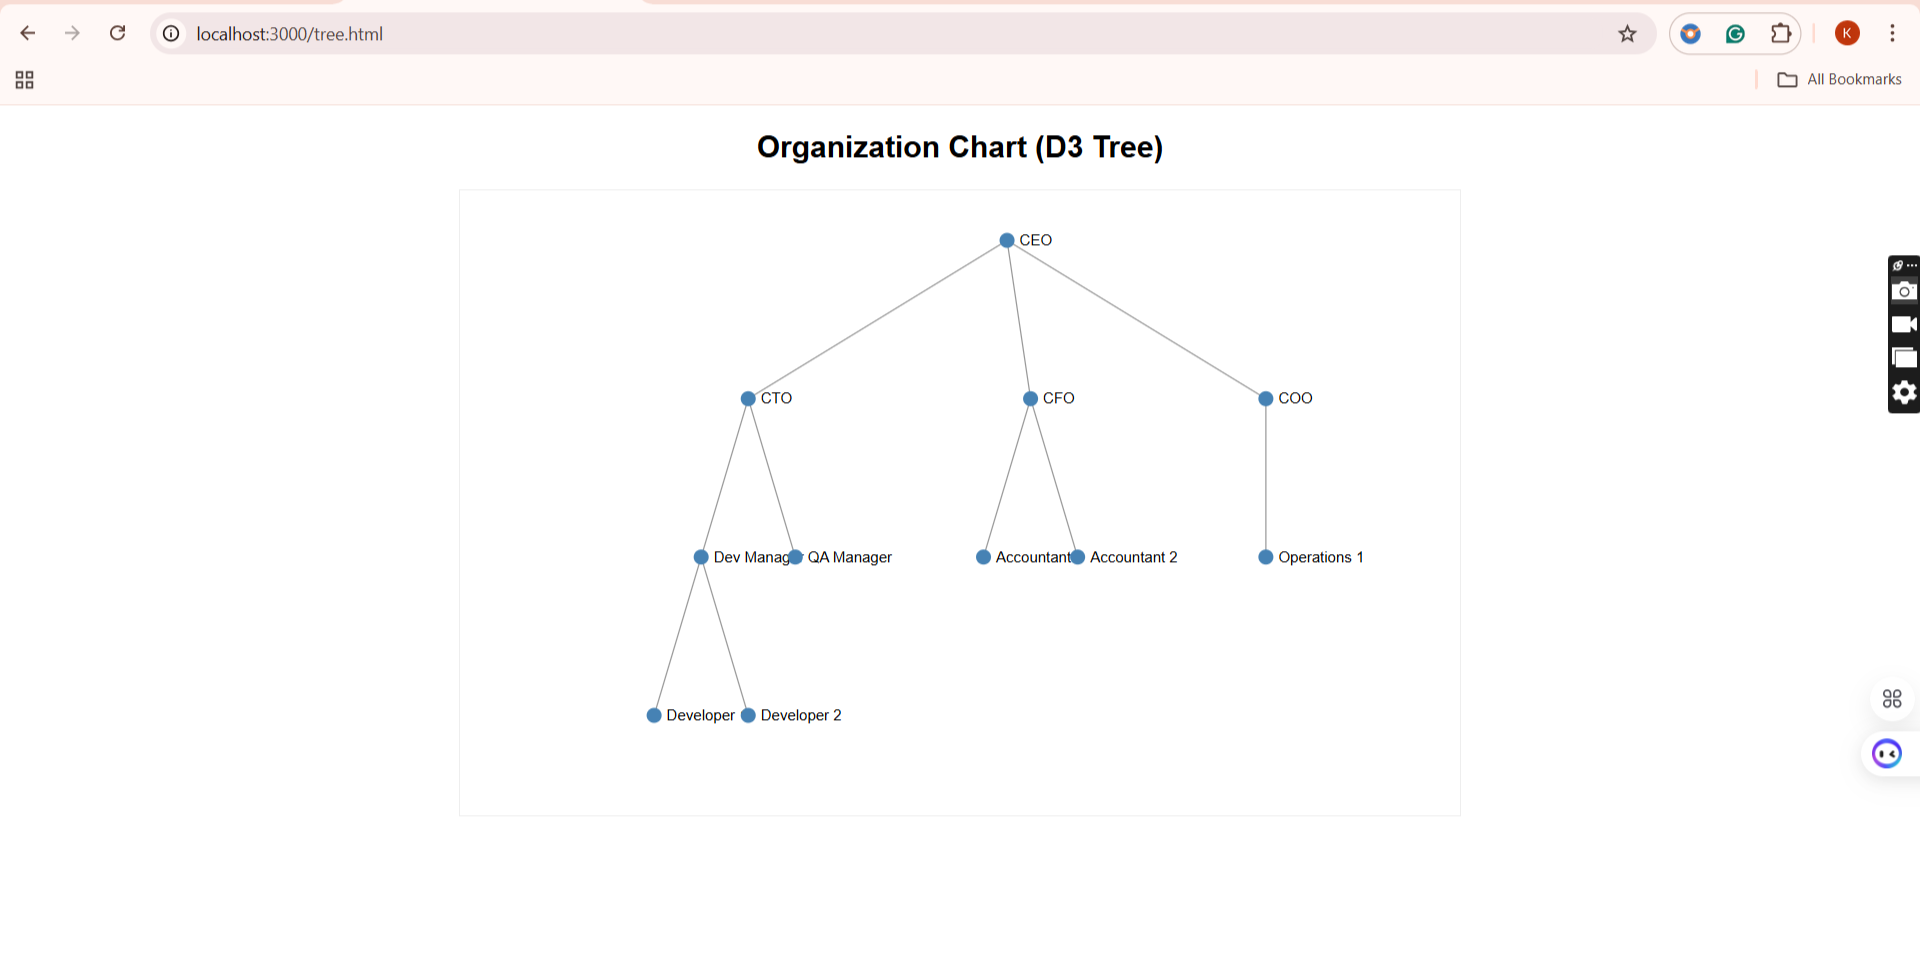 localhost:3000/tree.html
K
All Bookmarks
Organization Chart (D3 Tree)
CEO
CTO CFO COO
Dev Manag QA Manager Accountant Accountant 2 Operations 1
Developer Developer 2